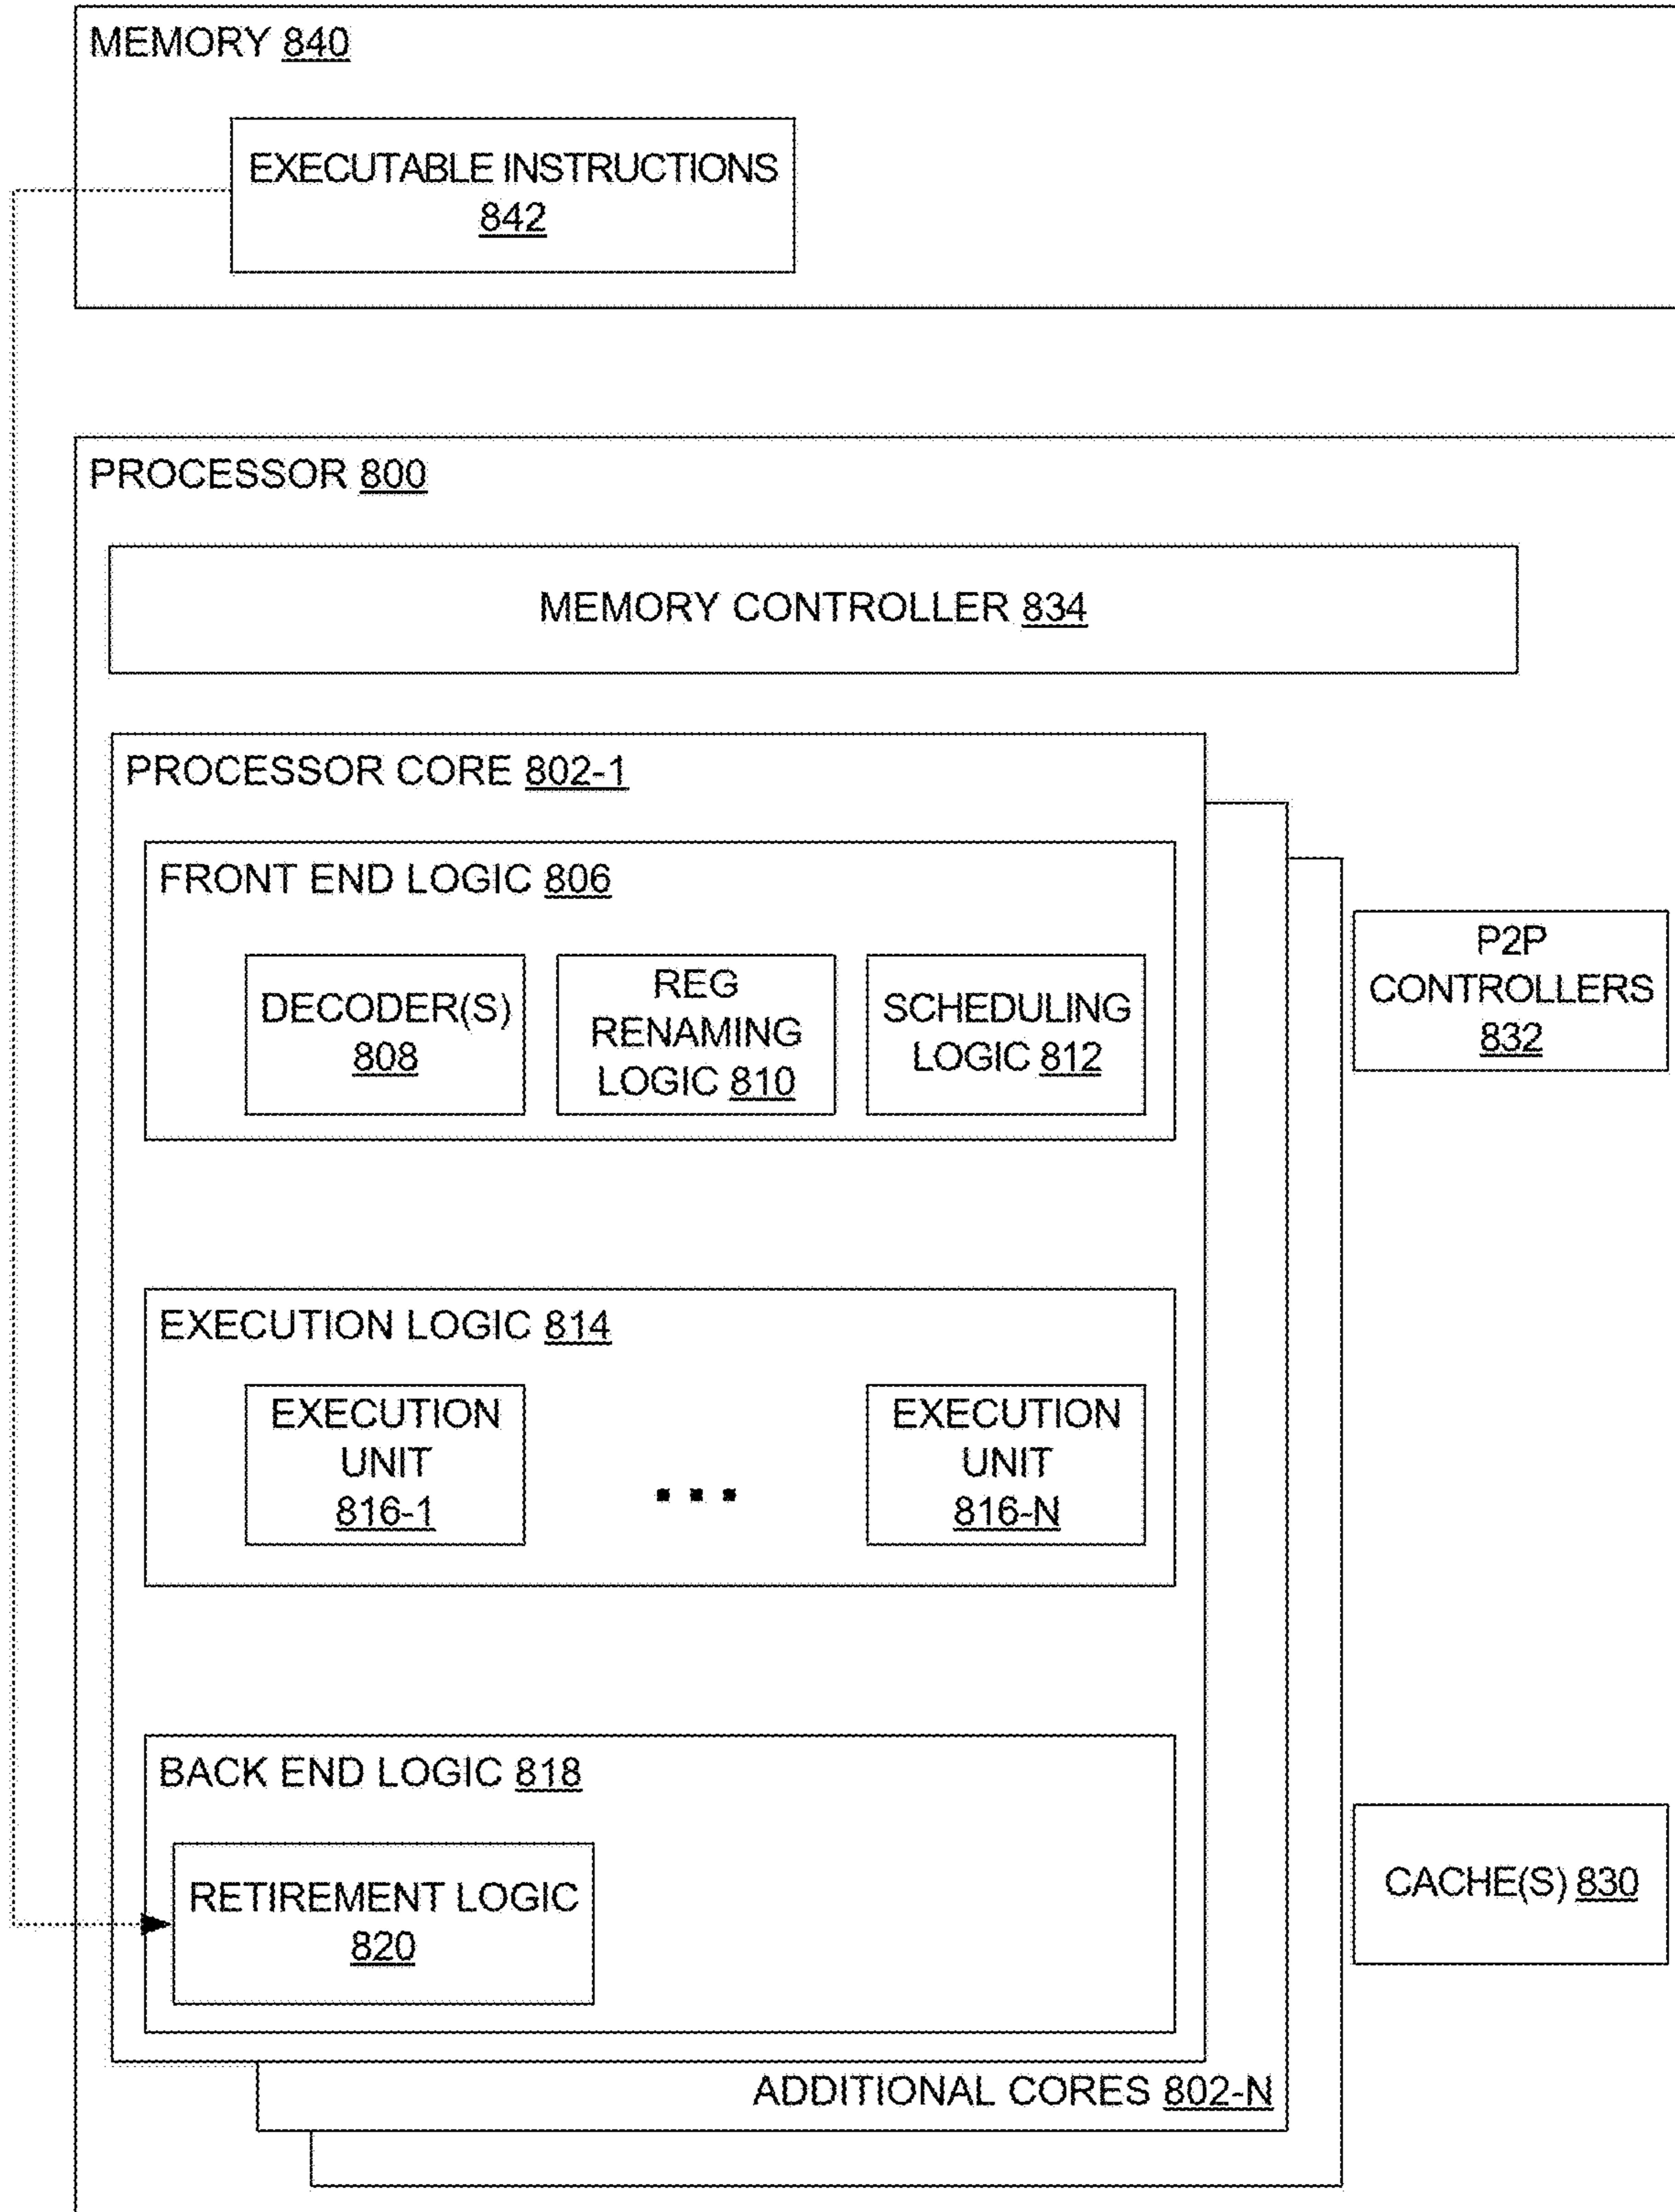 MEMORY 840
EXECUTABLE INSTRUCTIONS
842
PROCESSOR 800
MEMORY CONTROLLER 834
PROCESSOR CORE 802-1
FRONT END LOGIC 806
DECODER(S)
808
REG
RENAMING
LOGIC 810
SCHEDULING
LOGIC 812
P2P
CONTROLLERS
832
EXECUTION LOGIC 814
EXECUTION
UNIT
816-1
...
EXECUTION
UNIT
816-N
BACK END LOGIC 818
RETIREMENT LOGIC
820
CACHE(S) 830
ADDITIONAL CORES 802-N